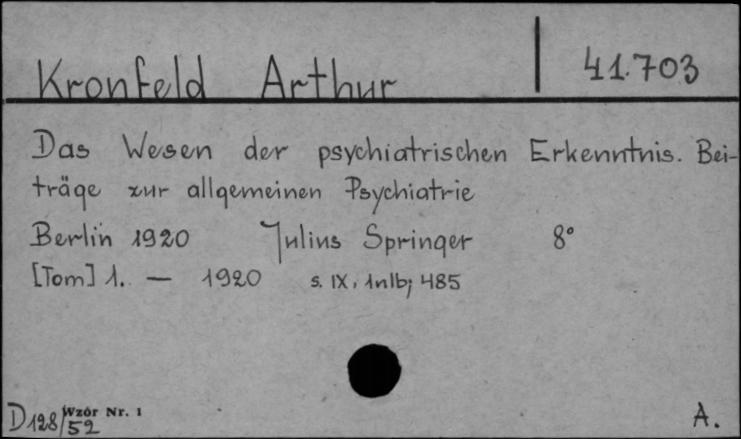 Kronfeld Arthur 41.703
Das Wesen der psychiatrischen Erkenntnis. Bei-
träge zur allgemeinen Psychiatrie
Berlin 1920 Julius Springer 8°
[Tom] 1. — 1920 s. IX, 1nlb; 485
D128/52 Wzór Nr. 1 A.